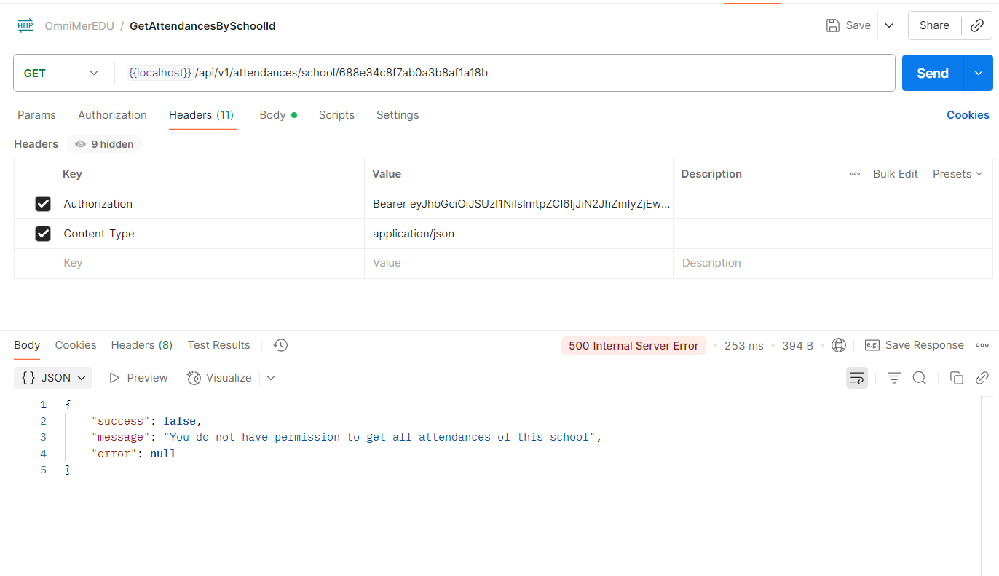 HTTP OmniMerEDU / GetAttendancesBySchoolId Save Share
GET {{localhost}} /api/v1/attendances/school/688e34c8f7ab0a3b8af1a18b Send
Params Authorization Headers (11) Body Scripts Settings Cookies
Headers 9 hidden
Key Value Description Bulk Edit Presets
Authorization Bearer eyJhbGciOiJSUzI1NiIsImtpZCI6IjJiN2JhZmIyZjEw...
Content-Type application/json
Key Value Description
Body Cookies Headers (8) Test Results 500 Internal Server Error 253 ms 394 B e.g. Save Response
{} JSON Preview Visualize
1 {
2 "success": false,
3 "message": "You do not have permission to get all attendances of this school",
4 "error": null
5 }